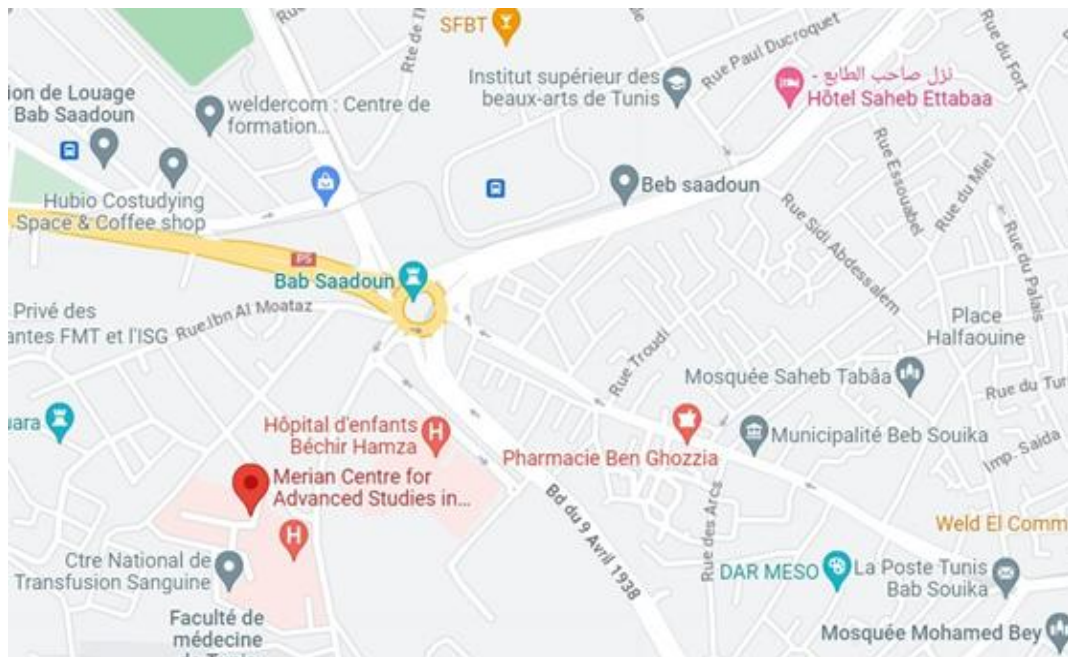 SFBT
Rue Paul Ducroquet
Rue du Fort
Institut supérieur des
beaux-arts de Tunis
نزل صاحب الطابع -
Hôtel Saheb Ettabaa
ion de Louage
Bab Saadoun
weldercom : Centre de
formation...
Hubio Costudying
Space & Coffee shop
Beb saadoun
Rue Essouabel
Rue du Miel
Rue Sidi Abdessalem
Rue du Palais
P5
Bab Saadoun
Privé des
antes FMT et l'ISG
Rue Ibn Al Moataz
Place
Halfaouine
Rue Troudi
Mosquée Saheb Tabâa
Rue du Tur
uara
Hôpital d'enfants
Béchir Hamza
Pharmacie Ben Ghozzia
Municipalité Beb Souika
Imp. Saida
Merian Centre for
Advanced Studies in...
Bd du 9 Avril 1938
Rue des Arcs
Weld El Comm
Ctre National de
Transfusion Sanguine
DAR MESO
La Poste Tunis
Bab Souika
Faculté de
médecine
Mosquée Mohamed Bey